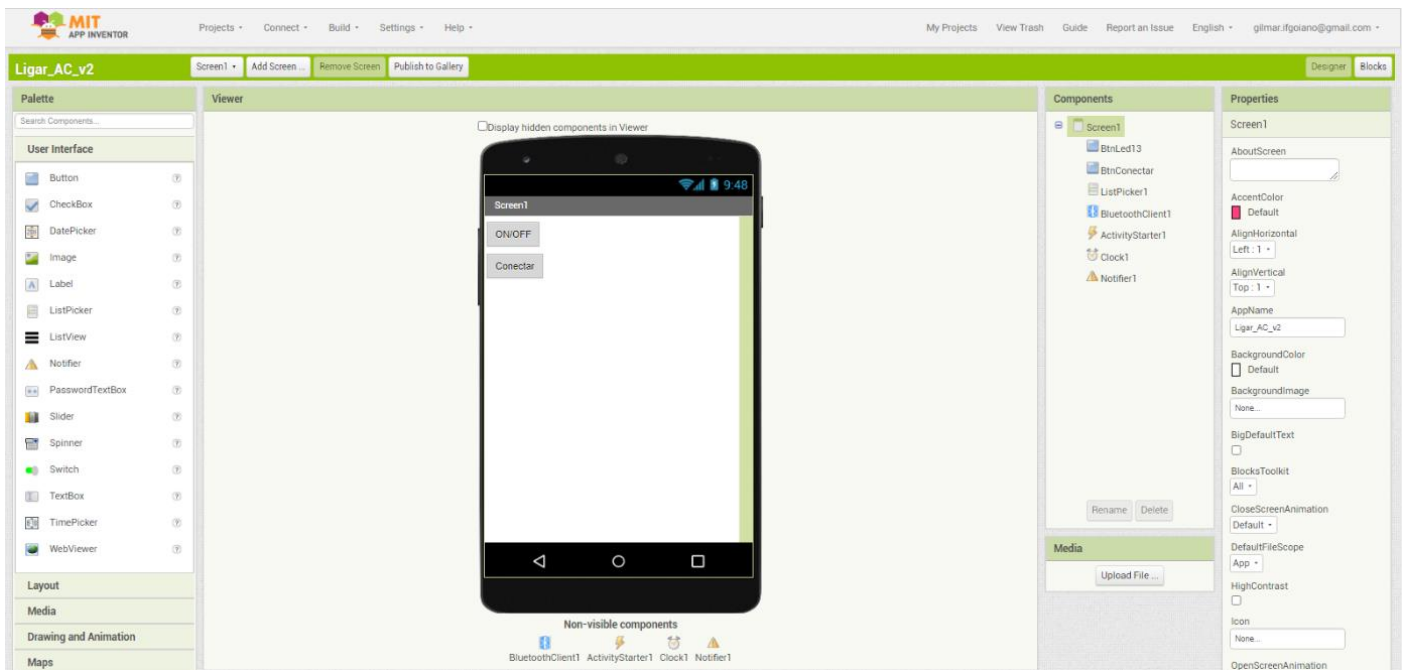 MIT
APP INVENTOR
Projects
Connect
Build
Settings
Help
My Projects
View Trash
Guide
Report an Issue
English
gilmar.ifgoiano@gmail.com
Ligar_AC_v2
Screen1
Add Screen ...
Remove Screen
Publish to Gallery
Designer
Blocks
Palette
Search Components...
User Interface
Button
CheckBox
DatePicker
Image
Label
ListPicker
ListView
Notifier
PasswordTextBox
Slider
Spinner
Switch
TextBox
TimePicker
WebViewer
Layout
Media
Drawing and Animation
Maps
Viewer
Display hidden components in Viewer
9:48
Screen1
ON/OFF
Conectar
Non-visible components
BluetoothClient1 ActivityStarter1 Clock1 Notifier1
Components
Screen1
BtnLed13
BtnConectar
ListPicker1
BluetoothClient1
ActivityStarter1
Clock1
Notifier1
Rename
Delete
Media
Upload File ...
Properties
Screen1
AboutScreen
AccentColor
Default
AlignHorizontal
Left : 1
AlignVertical
Top : 1
AppName
Ligar_AC_v2
BackgroundColor
Default
BackgroundImage
None...
BigDefaultText
BlocksToolkit
All
CloseScreenAnimation
Default
DefaultFileScope
App
HighContrast
Icon
None...
OpenScreenAnimation